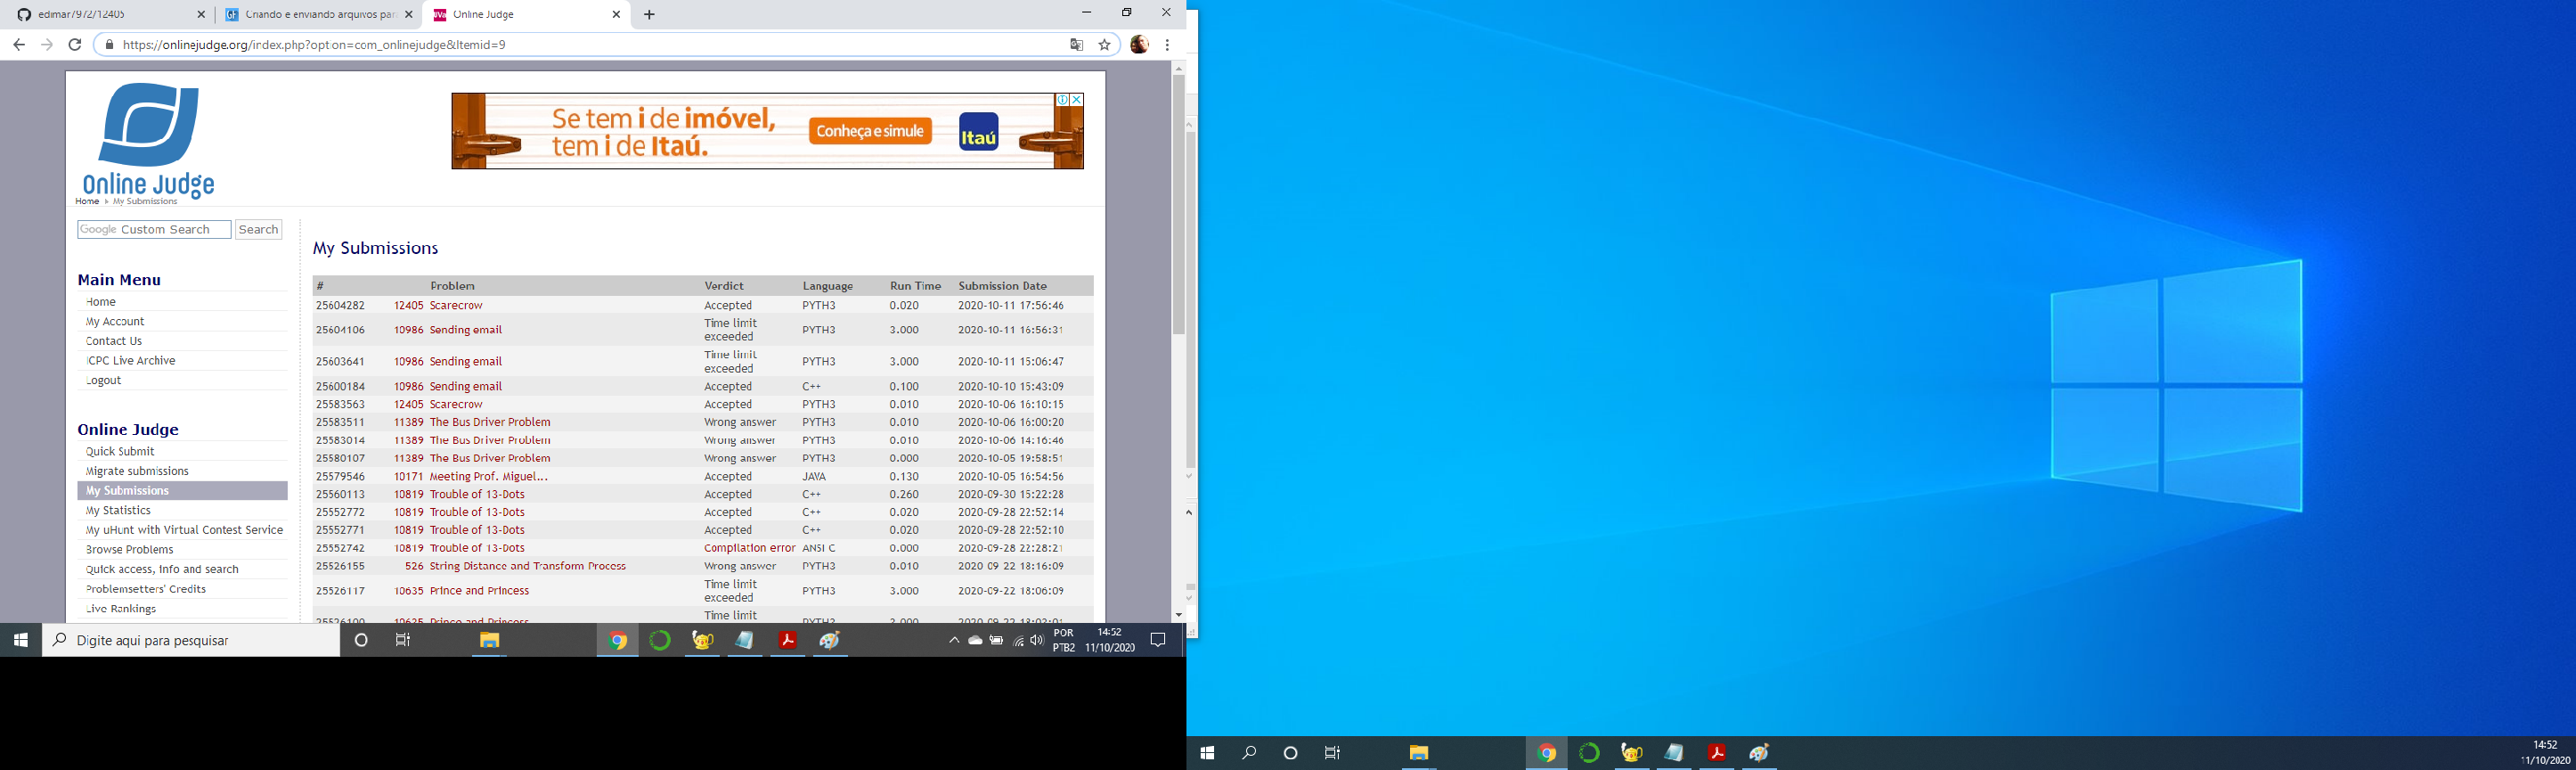 edimar7972/12405
Criando e enviando arquivos par
Online Judge
https://onlinejudge.org/index.php?option=com_onlinejudge&Itemid=9
Online Judge
Se tem i de imóvel,
tem i de Itaú.
Conheça e simule
Itaú
Home » My Submissions
Google Custom Search
Search
My Submissions
Main Menu
Home
My Account
Contact Us
ICPC Live Archive
Logout
Online Judge
Quick Submit
Migrate submissions
My Submissions
My Statistics
My uHunt with Virtual Contest Service
Browse Problems
Quick access, info and search
Problemsetters' Credits
Live Rankings
# Problem Verdict Language Run Time Submission Date
25604282 12405 Scarecrow Accepted PYTH3 0.020 2020-10-11 17:56:46
25604106 10986 Sending email Time limit exceeded PYTH3 3.000 2020-10-11 16:56:31
25603641 10986 Sending email Time limit exceeded PYTH3 3.000 2020-10-11 15:06:47
25600184 10986 Sending email Accepted C++ 0.100 2020-10-10 15:43:09
25583563 12405 Scarecrow Accepted PYTH3 0.010 2020-10-06 16:10:15
25583511 11389 The Bus Driver Problem Wrong answer PYTH3 0.010 2020-10-06 16:00:20
25583014 11389 The Bus Driver Problem Wrong answer PYTH3 0.010 2020-10-06 14:16:46
25580107 11389 The Bus Driver Problem Wrong answer PYTH3 0.000 2020-10-05 19:58:51
25579546 10171 Meeting Prof. Miguel... Accepted JAVA 0.130 2020-10-05 16:54:56
25560113 10819 Trouble of 13-Dots Accepted C++ 0.260 2020-09-30 15:22:28
25552772 10819 Trouble of 13-Dots Accepted C++ 0.020 2020-09-28 22:52:14
25552771 10819 Trouble of 13-Dots Accepted C++ 0.020 2020-09-28 22:52:10
25552742 10819 Trouble of 13-Dots Compilation error ANSI C 0.000 2020-09-28 22:28:21
25526155 526 String Distance and Transform Process Wrong answer PYTH3 0.010 2020-09-22 18:16:09
25526117 10635 Prince and Princess Time limit exceeded PYTH3 3.000 2020-09-22 18:06:09
Time limit
Digite aqui para pesquisar
POR
PTB2
14:52
11/10/2020
14:52
11/10/2020